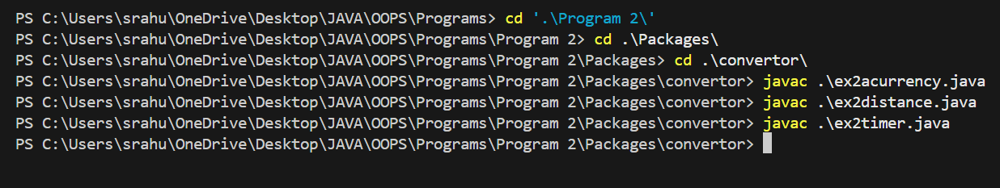 PS C:\Users\srahu\OneDrive\Desktop\JAVA\OOPS\Programs> cd '.\Program 2\'
PS C:\Users\srahu\OneDrive\Desktop\JAVA\OOPS\Programs\Program 2> cd .\Packages\
PS C:\Users\srahu\OneDrive\Desktop\JAVA\OOPS\Programs\Program 2\Packages> cd .\convertor\
PS C:\Users\srahu\OneDrive\Desktop\JAVA\OOPS\Programs\Program 2\Packages\convertor> javac .\ex2acurrency.java
PS C:\Users\srahu\OneDrive\Desktop\JAVA\OOPS\Programs\Program 2\Packages\convertor> javac .\ex2distance.java
PS C:\Users\srahu\OneDrive\Desktop\JAVA\OOPS\Programs\Program 2\Packages\convertor> javac .\ex2timer.java
PS C:\Users\srahu\OneDrive\Desktop\JAVA\OOPS\Programs\Program 2\Packages\convertor>